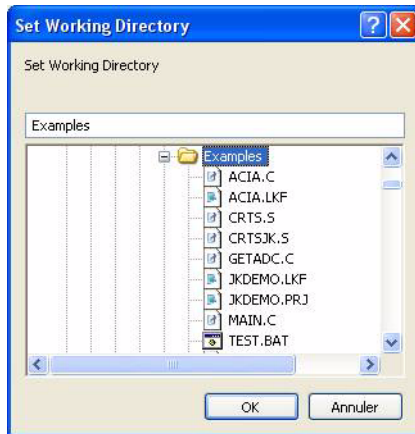 Set Working Directory
Set Working Directory
Examples
Examples
ACIA.C
ACIA.LKF
CRTS.S
CRTSJK.S
GETADC.C
JKDEMO.LKF
JKDEMO.PRJ
MAIN.C
TEST.BAT
OK Annuler